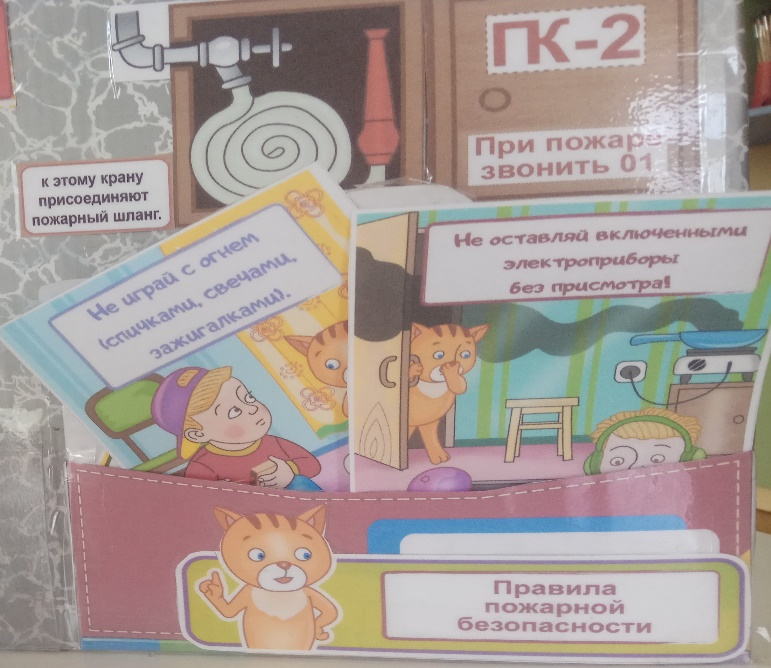 ПК-2
При пожаре
звонить 01
к этому крану
присоединяют
пожарный шланг.
Не играй с огнем
(спичками, свечами,
зажигалками).
Не оставляй включенными
электроприборы
без присмотра!
Правила
пожарной
безопасности